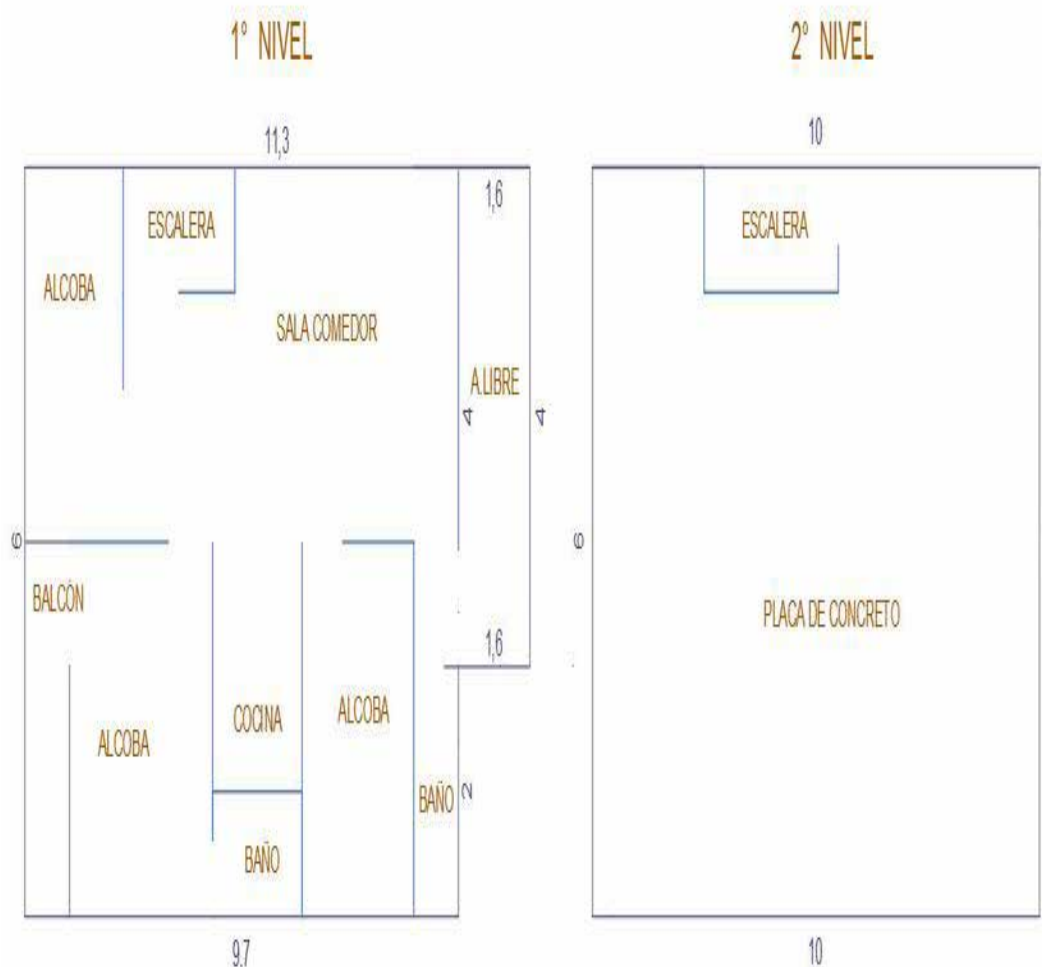 1° NIVEL
11,3
1,6
ESCALERA
ALCOBA
SALA COMEDOR
A.LIBRE
4
4
6
BALCÓN
1,6
COCINA
ALCOBA
ALCOBA
BAÑO
2
BAÑO
9.7
2° NIVEL
10
ESCALERA
6
PLACA DE CONCRETO
10